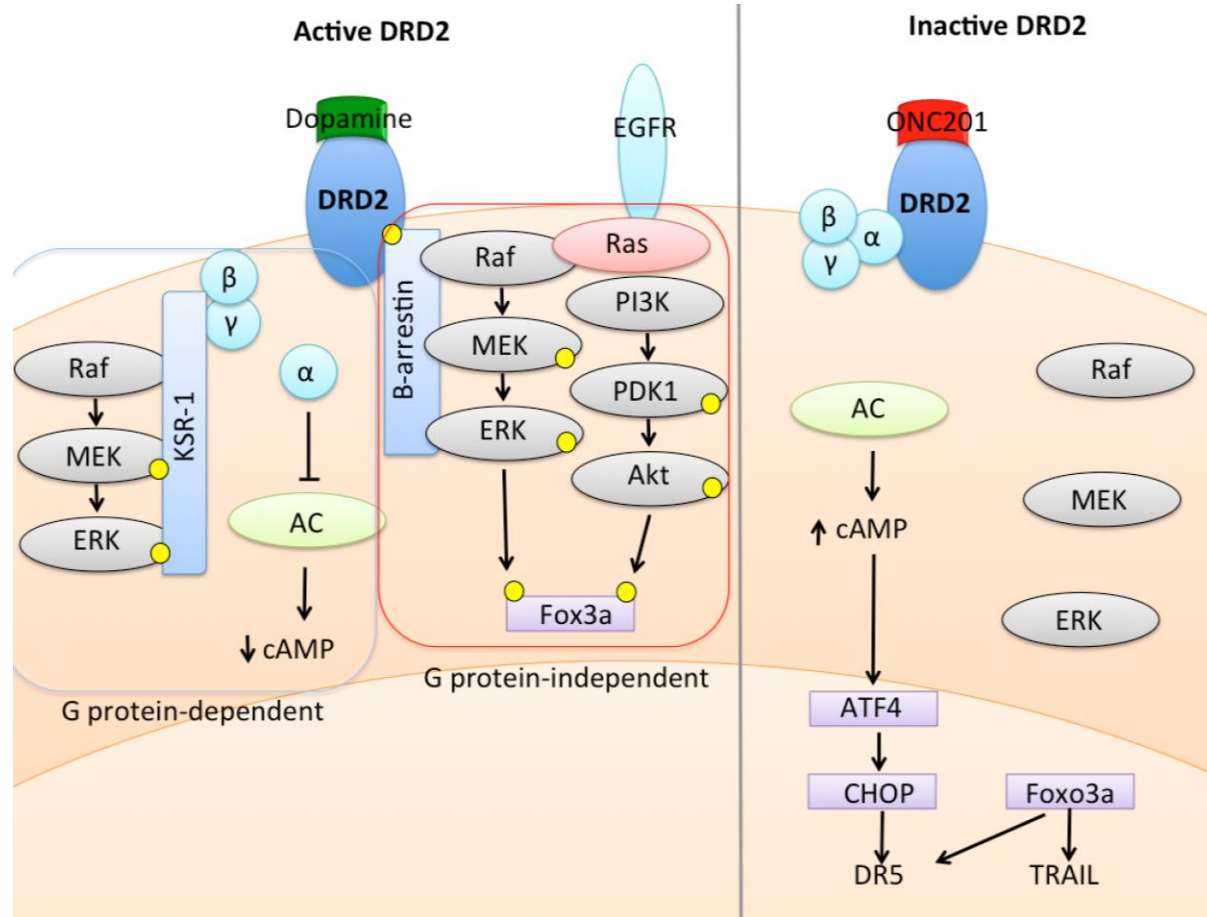 Active DRD2
Dopamine
DRD2
EGFR
β
γ
α
KSR-1
Raf
MEK
ERK
AC
cAMP
G protein-dependent
B-arrestin
Raf
MEK
ERK
Ras
PI3K
PDK1
Akt
Fox3a
G protein-independent
Inactive DRD2
ONC201
DRD2
β
α
γ
AC
cAMP
Raf
MEK
ERK
ATF4
CHOP
Foxo3a
DR5
TRAIL